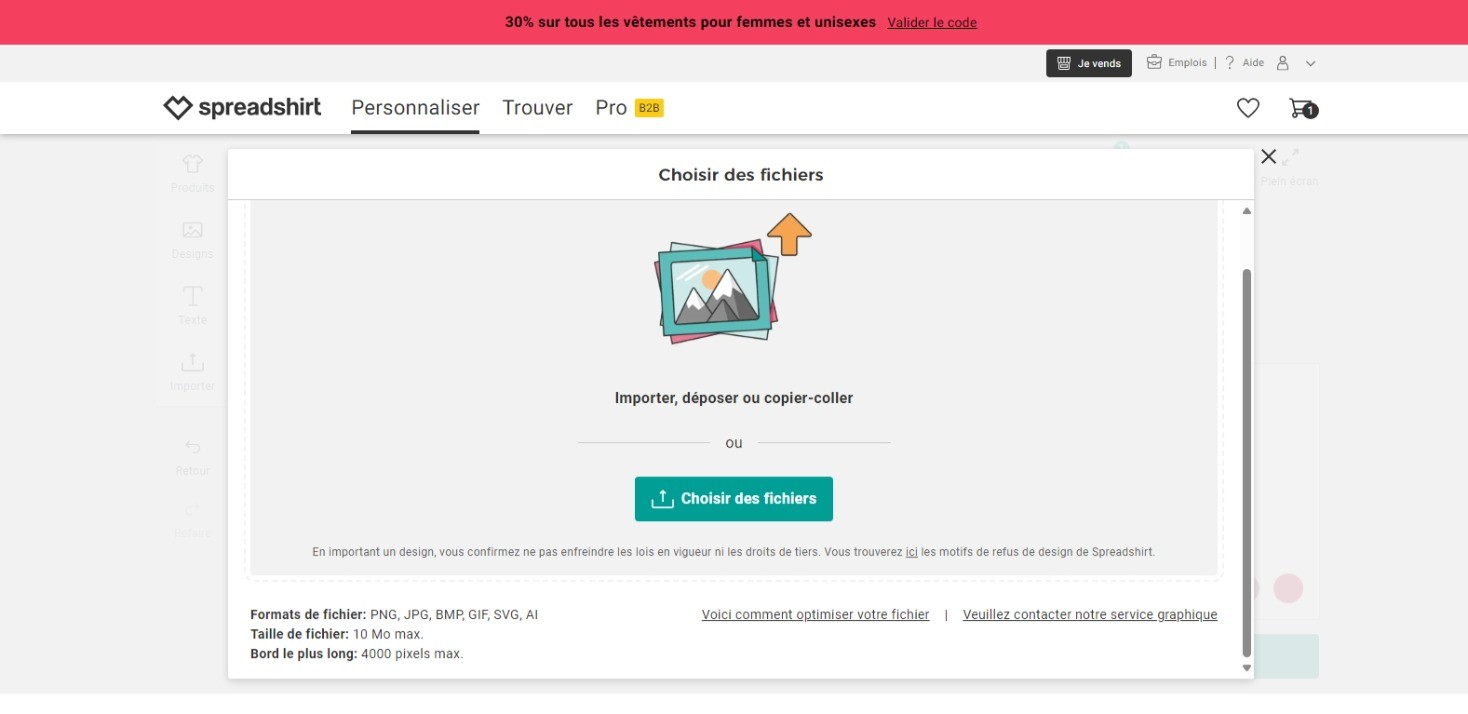 30% sur tous les vêtements pour femmes et unisexes Valider le code
Je vends Emplois | Aide
spreadshirt Personnaliser Trouver Pro B2B
1
Choisir des fichiers
Plein écran
Produits
Designs
Texte
Importer
Importer, déposer ou copier-coller
ou
Retour
Choisir des fichiers
En important un design, vous confirmez ne pas enfreindre les lois en vigueur ni les droits de tiers. Vous trouverez ici les motifs de refus de design de Spreadshirt.
Formats de fichier: PNG, JPG, BMP, GIF, SVG, AI
Voici comment optimiser votre fichier | Veuillez contacter notre service graphique
Taille de fichier: 10 Mo max.
Bord le plus long: 4000 pixels max.